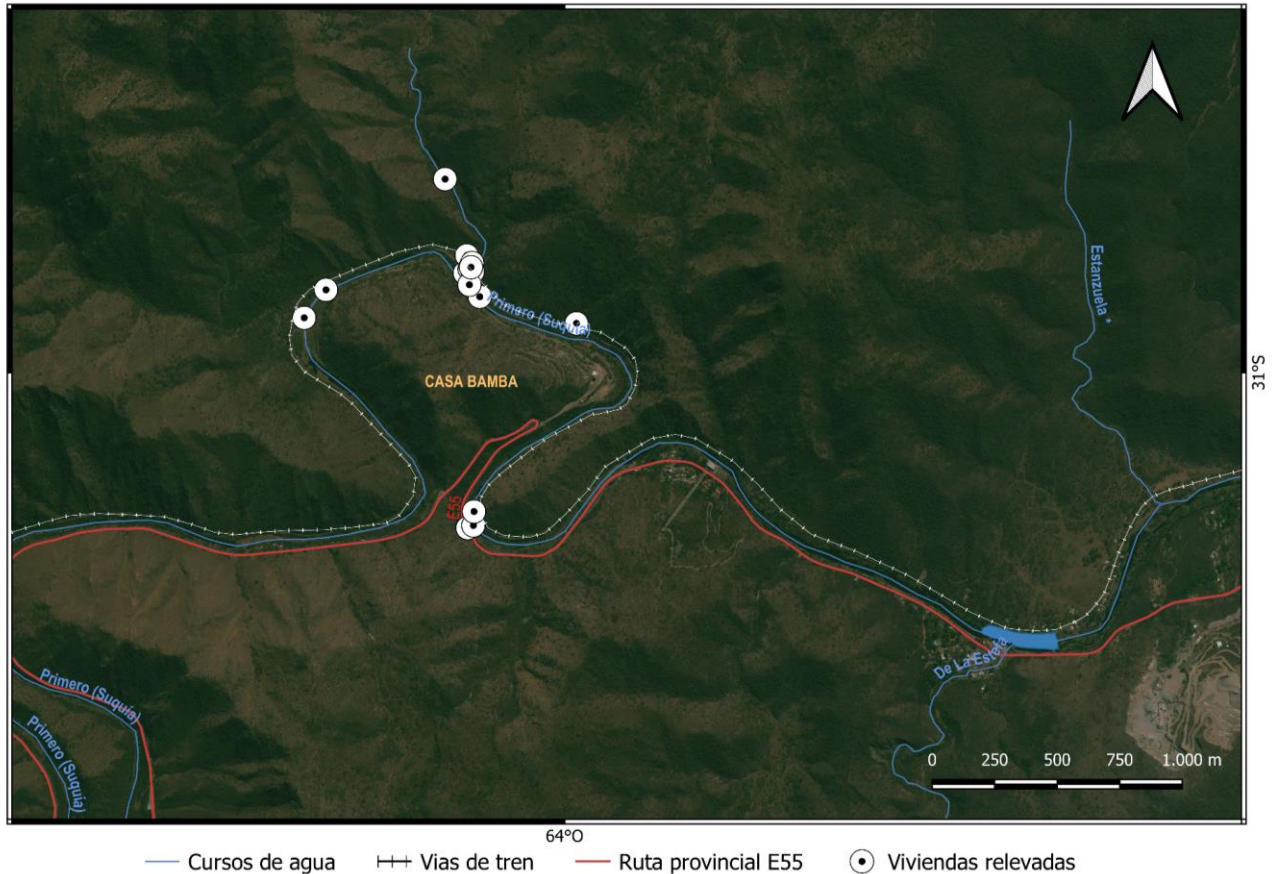 Estanzuela *
Primero (Suquía)
CASA BAMBA
31°S
E55
De La Estela
Primero (Suquía)
Primero (Suquía)
0 250 500 750 1.000 m
64°O
Cursos de agua Vias de tren Ruta provincial E55 Viviendas relevadas